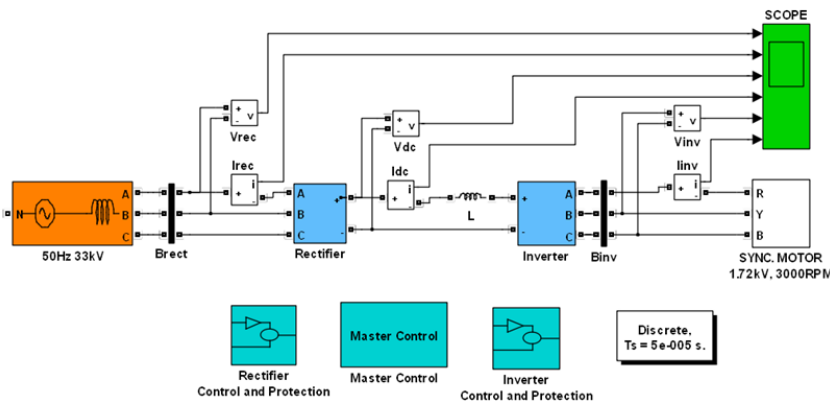 SCOPE
+
-
v
Vrec
+
-
v
Vdc
+
-
v
Vinv
Irec
+
i
-
Idc
+
i
-
Iinv
+
i
-
N
A
B
C
50Hz 33kV
Brect
A
B
C
+
-
Rectifier
L
+
-
A
B
C
Inverter
Binv
R
Y
B
SYNC. MOTOR
1.72kV, 3000RPM
Rectifier
Control and Protection
Master Control
Master Control
Inverter
Control and Protection
Discrete,
Ts = 5e-005 s.